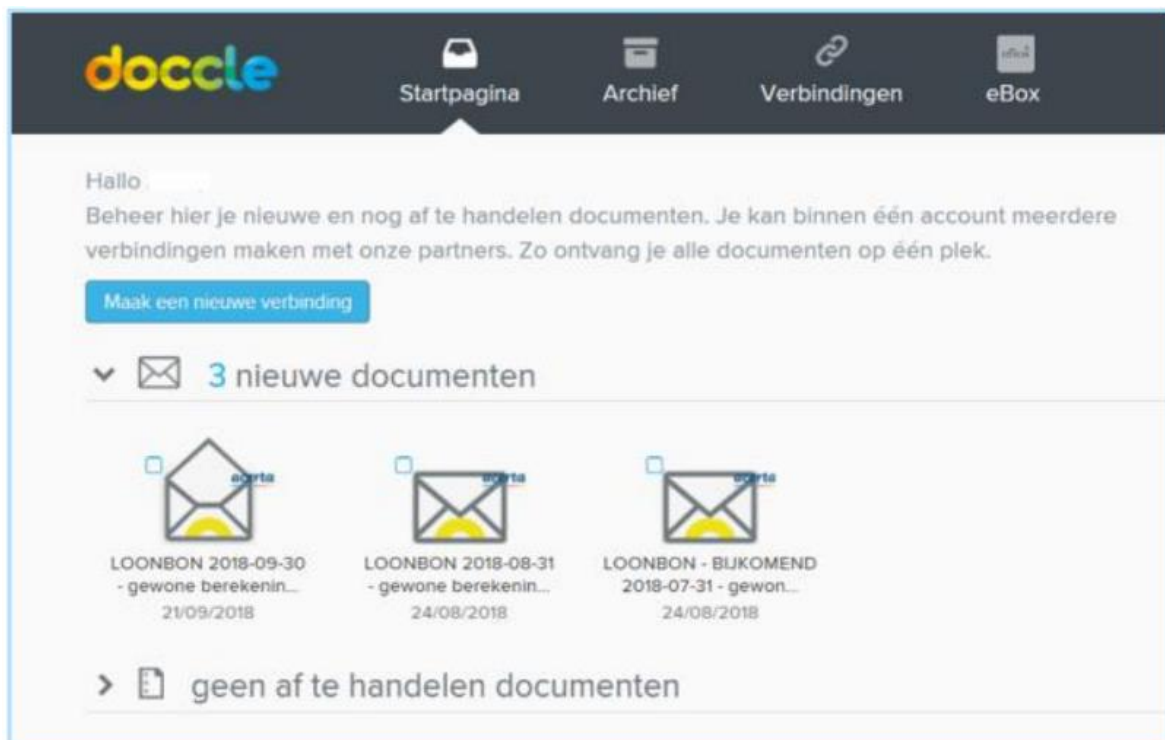 doccle
Startpagina
Archief
Verbindingen
eBox
Hallo
Beheer hier je nieuwe en nog af te handelen documenten. Je kan binnen één account meerdere
verbindingen maken met onze partners. Zo ontvang je alle documenten op één plek.
Maak een nieuwe verbinding
3 nieuwe documenten
acerta
acerta
acerta
LOONBON 2018-09-30
- gewone berekenin...
21/09/2018
LOONBON 2018-08-31
- gewone berekenin...
24/08/2018
LOONBON - BIJKOMEND
2018-07-31 - gewon...
24/08/2018
geen af te handelen documenten